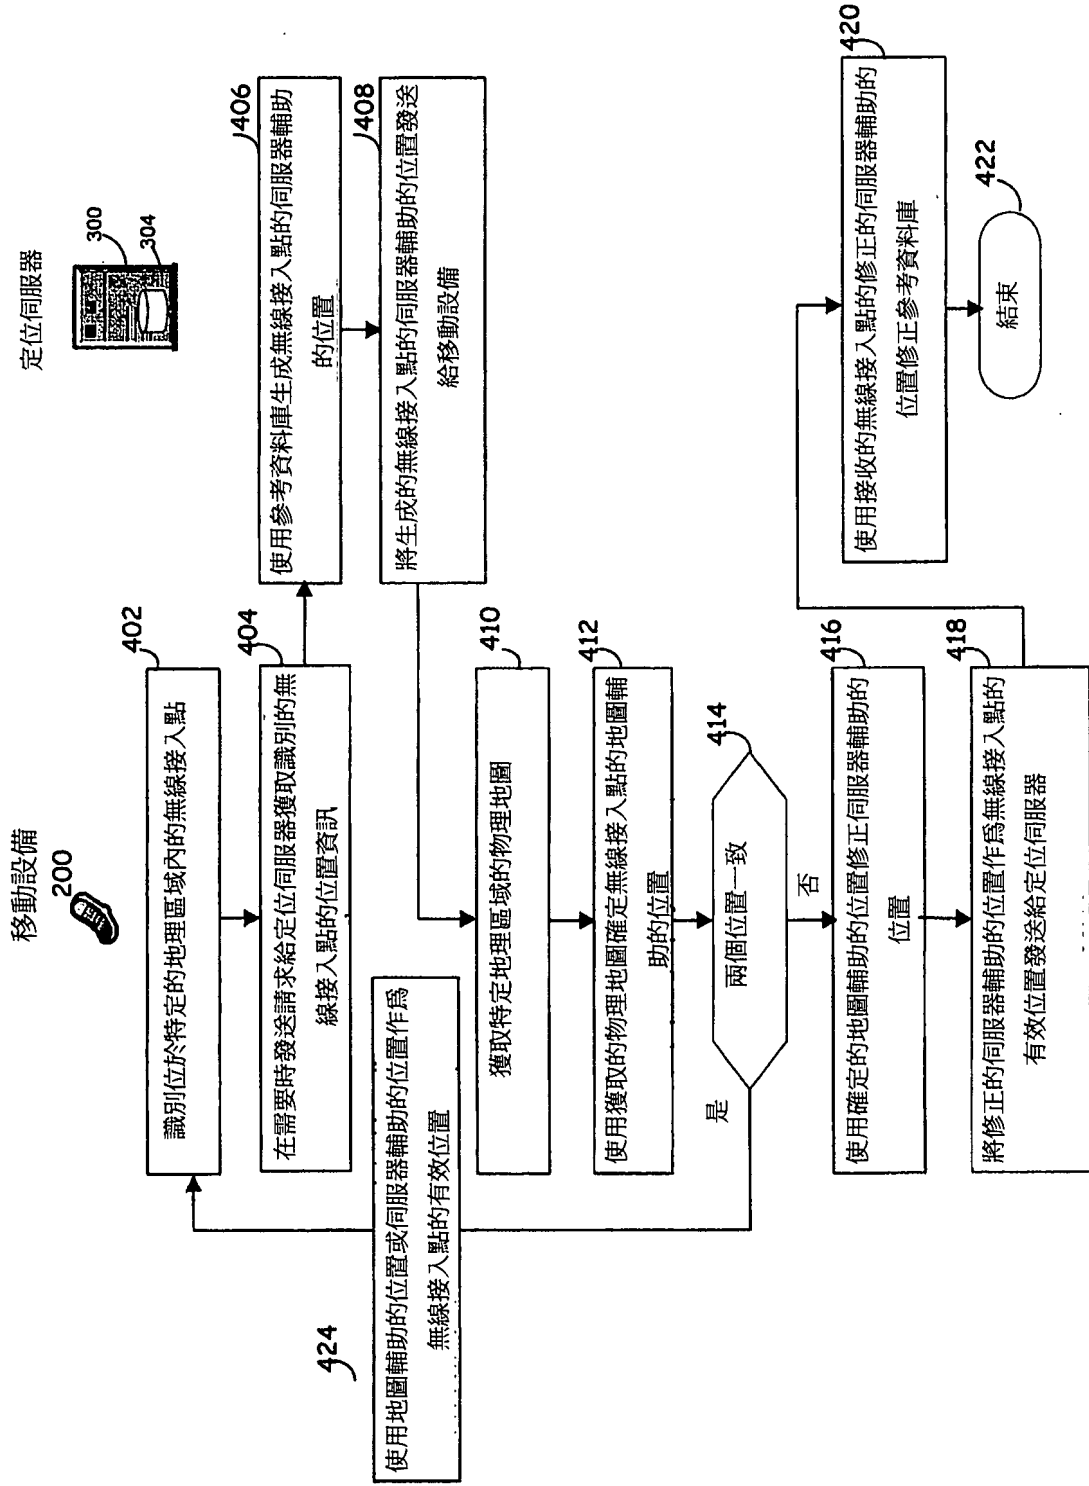 移動設備
200
定位伺服器
300
304
402
識別位於特定的地理區域內的無線接入點
404
在需要時發送請求給定位伺服器獲取識別的無
線接入點的位置資訊
406
使用參考資料庫生成無線接入點的伺服器輔助
的位置
408
將生成的無線接入點的伺服器輔助的位置發送
給移動設備
424
使用地圖輔助的位置或伺服器輔助的位置作爲
無線接入點的有效位置
410
獲取特定地理區域的物理地圖
412
使用獲取的物理地圖確定無線接入點的地圖輔
助的位置
414
兩個位置一致
是
否
416
使用確定的地圖輔助的位置修正伺服器輔助的
位置
418
將修正的伺服器輔助的位置作爲無線接入點的
有效位置發送給定位伺服器
420
使用接收的無線接入點的修正的伺服器輔助的
位置修正參考資料庫
422
結束